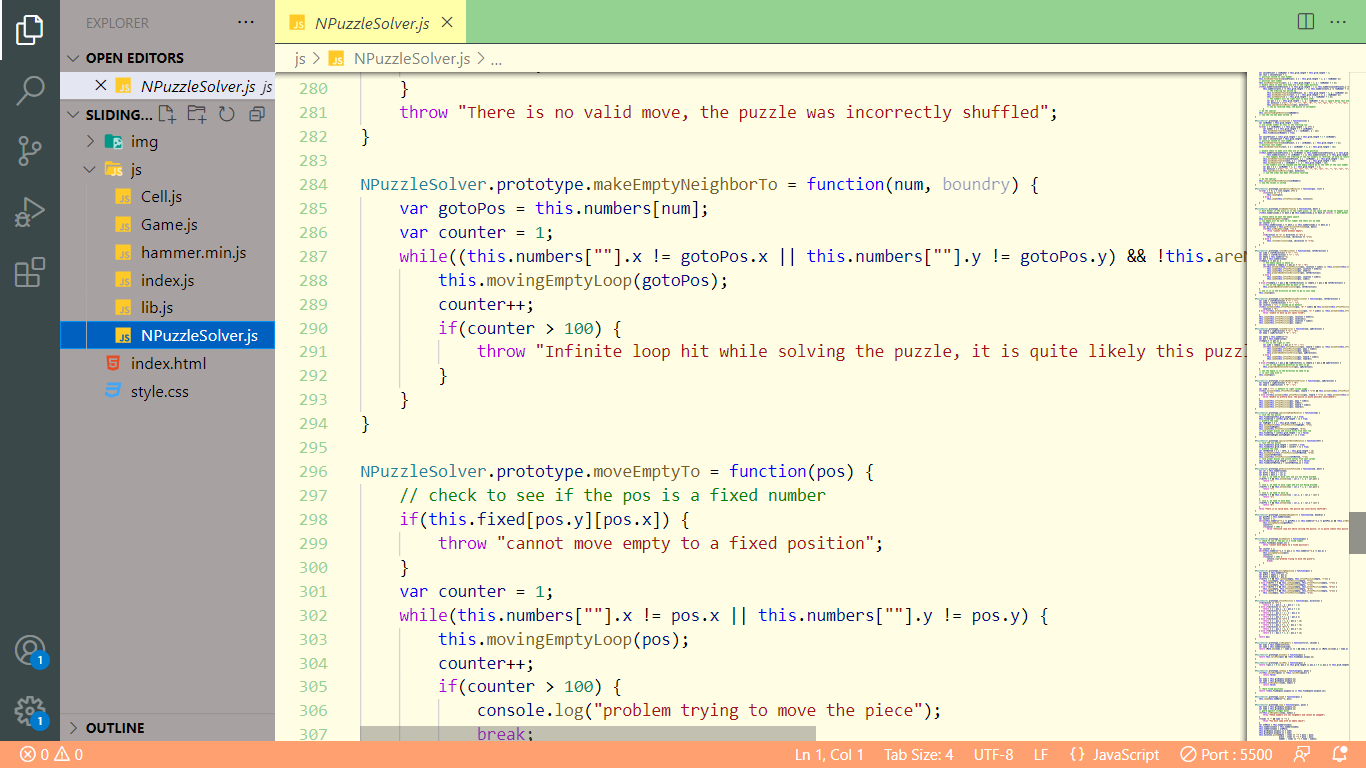 EXPLORER
OPEN EDITORS
NPuzzleSolver.js js
SLIDING...
img
js
Cell.js
Game.js
hammer.min.js
index.js
lib.js
NPuzzleSolver.js
index.html
style.css
OUTLINE
1
1
NPuzzleSolver.js
js > NPuzzleSolver.js > ...
280 }
281 throw "There is no valid move, the puzzle was incorrectly shuffled";
282 }
283
284 NPuzzleSolver.prototype.makeEmptyNeighborTo = function(num, boundry) {
285 var gotoPos = this.numbers[num];
286 var counter = 1;
287 while((this.numbers[""].x != gotoPos.x || this.numbers[""].y != gotoPos.y) && !this.are
288 this.movingEmptyLoop(gotoPos);
289 counter++;
290 if(counter > 100) {
291 throw "Infinite loop hit while solving the puzzle, it is quite likely this puzz
292 }
293 }
294 }
295
296 NPuzzleSolver.prototype.moveEmptyTo = function(pos) {
297 // check to see if the pos is a fixed number
298 if(this.fixed[pos.y][pos.x]) {
299 throw "cannot move empty to a fixed position";
300 }
301 var counter = 1;
302 while(this.numbers[""].x != pos.x || this.numbers[""].y != pos.y) {
303 this.movingEmptyLoop(pos);
304 counter++;
305 if(counter > 100) {
306 console.log("problem trying to move the piece");
307 break;
0 0
Ln 1, Col 1
Tab Size: 4
UTF-8
LF
{} JavaScript
Port : 5500